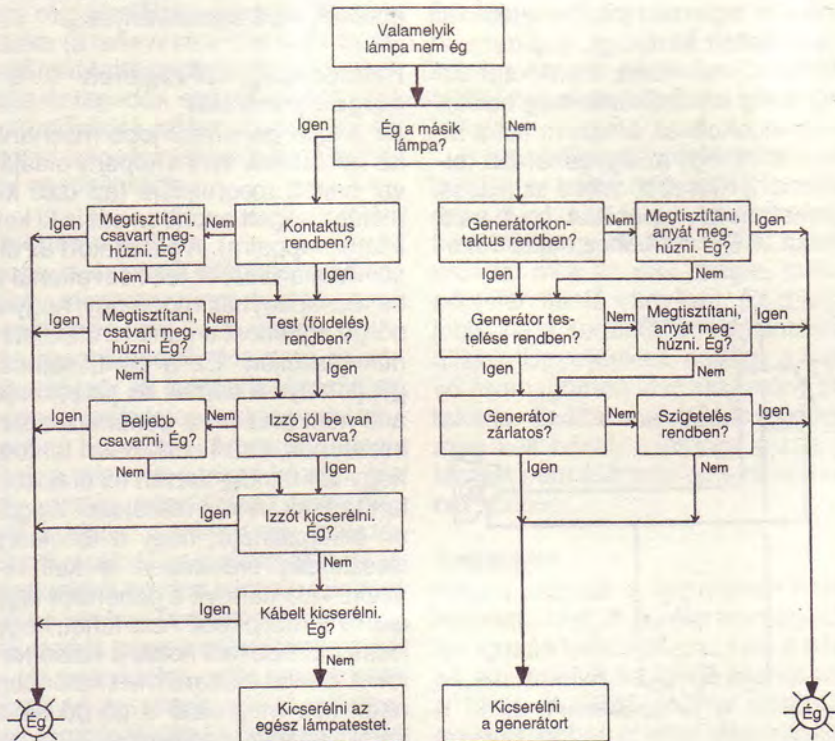 Valamelyik
lámpa nem ég
Igen
Ég a másik
lámpa?
Nem
Igen
Megtisztítani,
csavart meg-
húzni. Ég?
Nem
Kontaktus
rendben?
Generátorkon-
taktus rendben?
Nem
Megtisztítani,
anyát meg-
húzni. Ég?
Igen
Nem
Igen
Igen
Nem
Igen
Megtisztítani,
csavart meg-
húzni. Ég?
Nem
Test (földelés)
rendben?
Generátor tes-
telése rendben?
Nem
Megtisztítani,
anyát meg-
húzni. Ég?
Igen
Nem
Igen
Igen
Nem
Igen
Beljebb
csavarni, Ég?
Nem
Izzó jól be van
csavarva?
Generátor
zárlatos?
Nem
Szigetelés
rendben?
Igen
Nem
Igen
Igen
Nem
Igen
Izzót kicserélni.
Ég?
Nem
Igen
Kábelt kicserélni.
Ég?
Nem
Ég
Kicserélni az
egész lámpatestet.
Kicserélni
a generátort
Ég